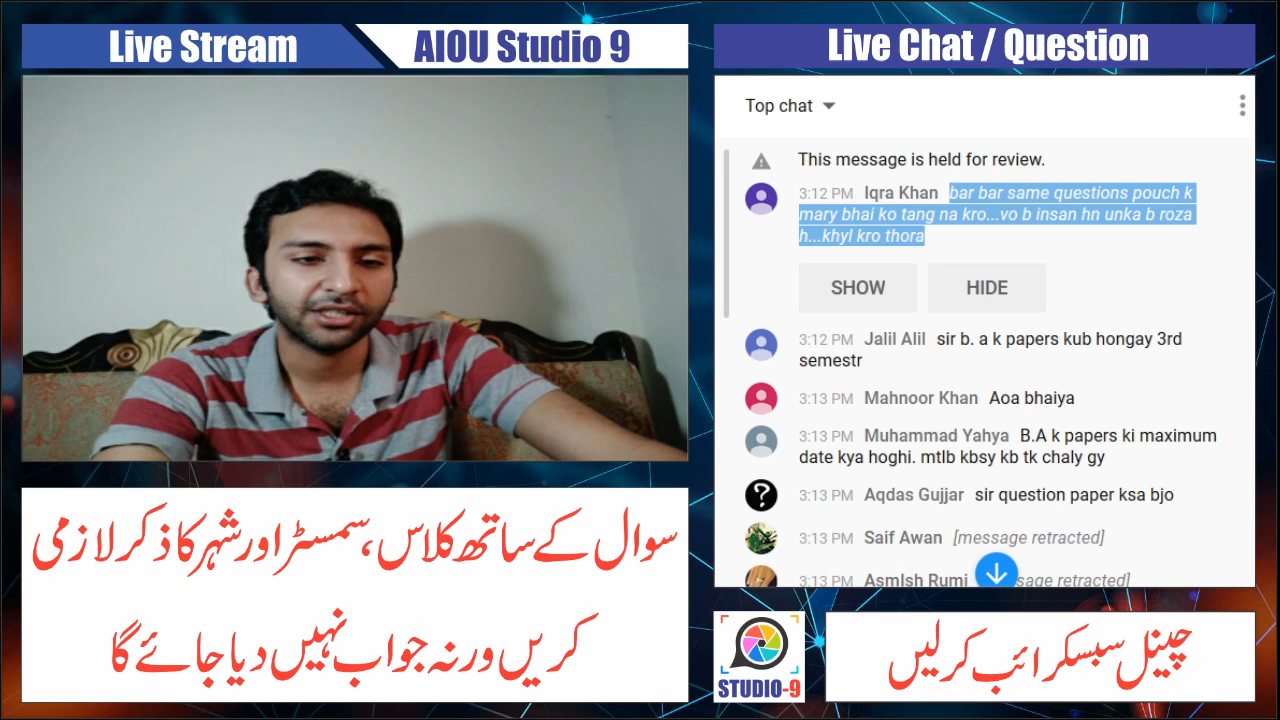 Live Stream
AIOU Studio 9
Live Chat / Question
Top chat
This message is held for review.
3:12 PM Iqra Khan bar bar same questions pouch k
mary bhai ko tang na kro...vo b insan hn unka b roza
h...khyl kro thora
SHOW HIDE
3:12 PM Jalil Alil sir b. a k papers kub hongay 3rd
semestr
3:13 PM Mahnoor Khan Aoa bhaiya
3:13 PM Muhammad Yahya B.A k papers ki maximum
date kya hoghi. mtlb kbsy kb tk chaly gy
3:13 PM Aqdas Gujjar sir question paper ksa bjo
3:13 PM Saif Awan [message retracted]
3:13 PM AsmIsh Rumi sage retracted]
سوال کے ساتھ کلاس، سمسٹر اور شہر کا ذکر لازمی
کریں ورنہ جواب نہیں دیا جائے گا
STUDIO-9
چینل سبسکرائب کر لیں